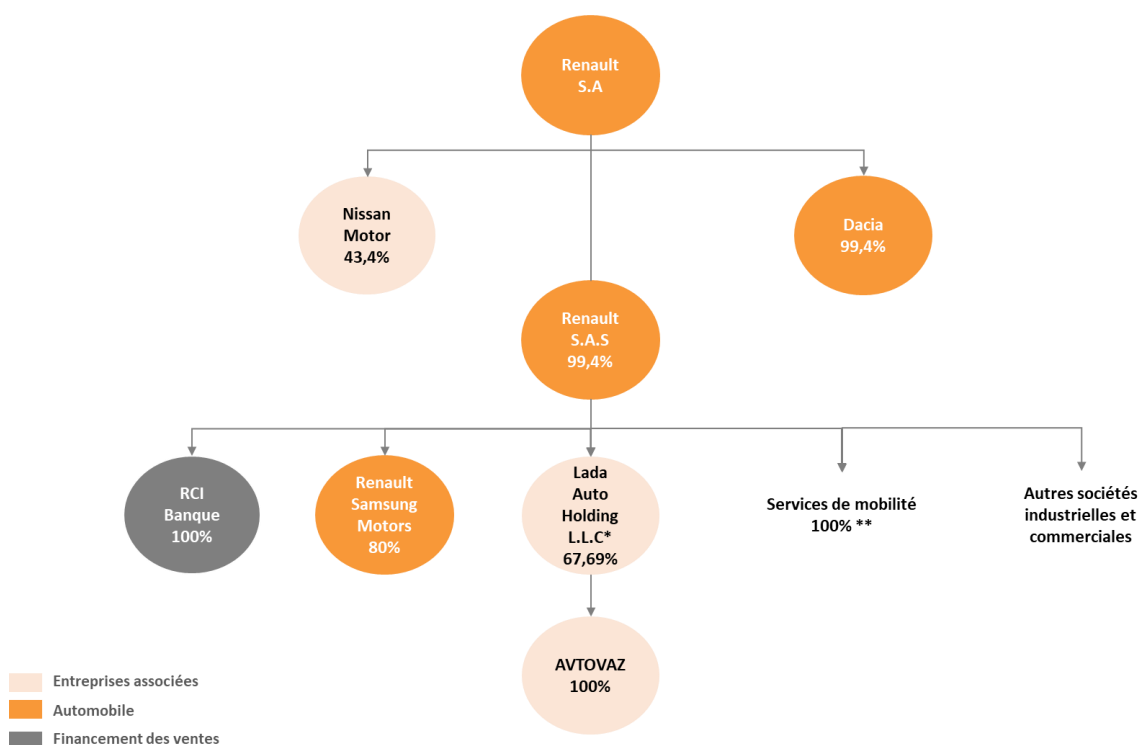 Renault
S.A
Nissan
Motor
43,4%
Dacia
99,4%
Renault
S.A.S
99,4%
RCI
Banque
100%
Renault
Samsung
Motors
80%
Lada
Auto
Holding
L.L.C*
67,69%
Services de mobilité
100% **
Autres sociétés
industrielles et
commerciales
AVTOVAZ
100%
Entreprises associées
Automobile
Financement des ventes